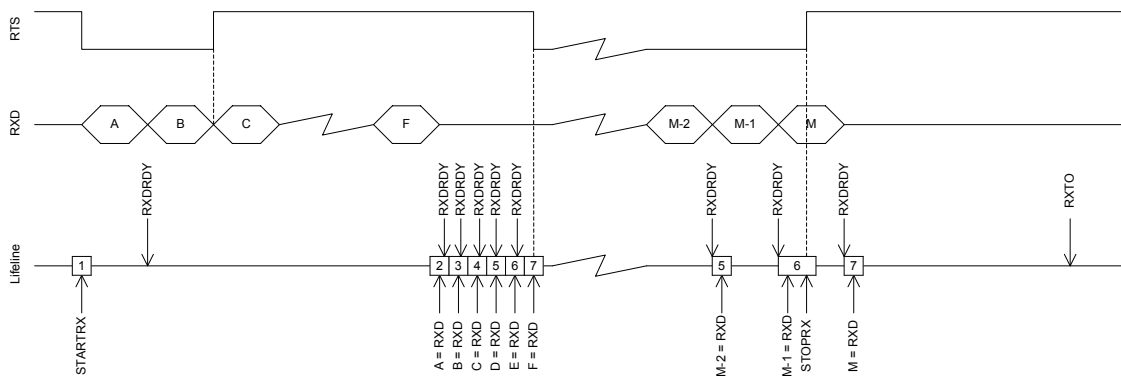 RTS
RXD
A B C F M-2 M-1 M
RXDRDY
RXDRDY
RXDRDY
RXDRDY
RXDRDY
RXDRDY
RXDRDY
RXDRDY
RXDRDY
RXTO
Lifeline
1 2 3 4 5 6 7 5 6 7
STARTRX
A = RXD
B = RXD
C = RXD
D = RXD
E = RXD
F = RXD
M-2 = RXD
M-1 = RXD
STOPRX
M = RXD